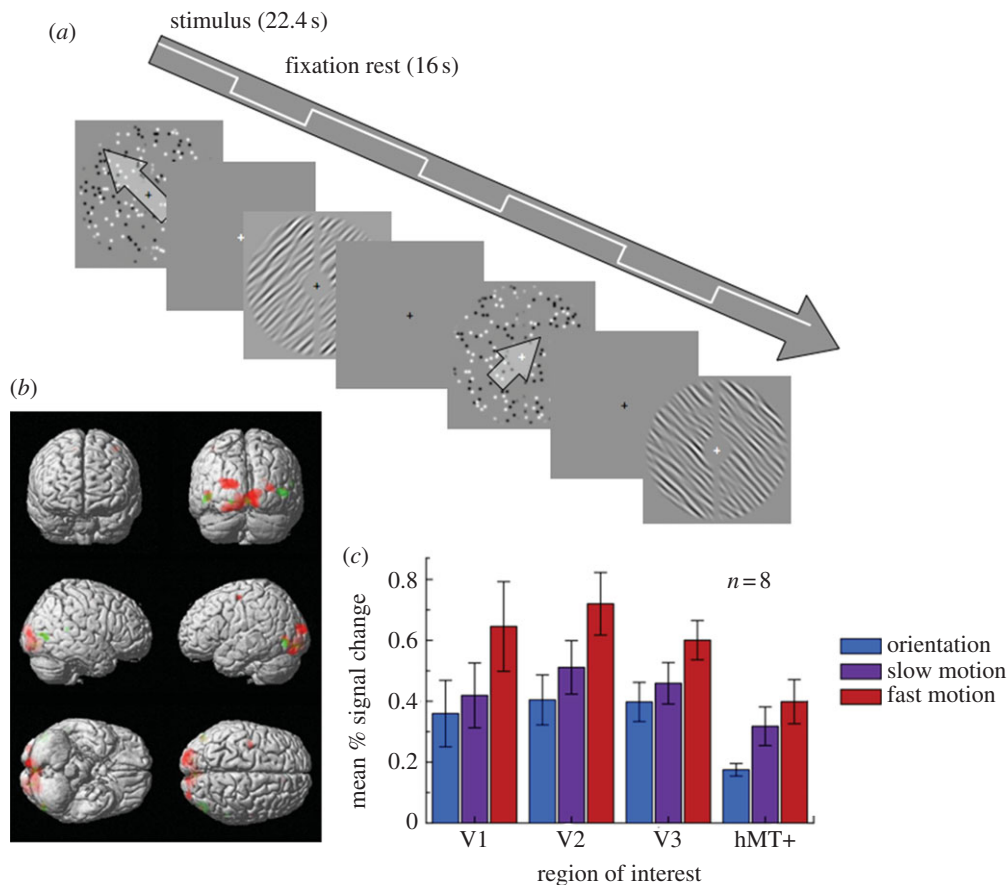 (a)
stimulus (22.4 s)
fixation rest (16 s)
(b)
(c)
n = 8
0.8
0.6
0.4
0.2
0
mean % signal change
V1 V2 V3 hMT+
region of interest
orientation
slow motion
fast motion